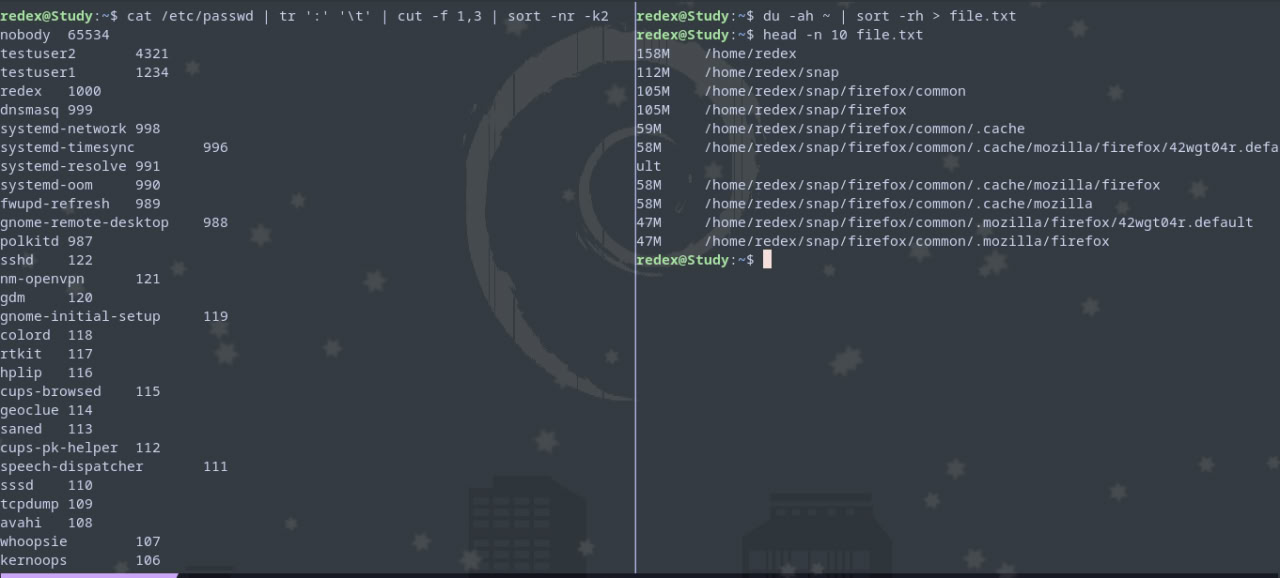 redex@Study:~$ cat /etc/passwd | tr ':' '\t' | cut -f 1,3 | sort -nr -k2
nobody	65534
testuser2	4321
testuser1	1234
redex	1000
dnsmasq	999
systemd-network	998
systemd-timesync	996
systemd-resolve	991
systemd-oom	990
fwupd-refresh	989
gnome-remote-desktop	988
polkitd	987
sshd	122
nm-openvpn	121
gdm	120
gnome-initial-setup	119
colord	118
rtkit	117
hplip	116
cups-browsed	115
geoclue	114
saned	113
cups-pk-helper	112
speech-dispatcher	111
sssd	110
tcpdump	109
avahi	108
whoopsie	107
kernoops	106
redex@Study:~$ du -ah ~ | sort -rh > file.txt
redex@Study:~$ head -n 10 file.txt
158M	/home/redex
112M	/home/redex/snap
105M	/home/redex/snap/firefox/common
105M	/home/redex/snap/firefox
59M	/home/redex/snap/firefox/common/.cache
58M	/home/redex/snap/firefox/common/.cache/mozilla/firefox/42wgt04r.defa
ult
58M	/home/redex/snap/firefox/common/.cache/mozilla/firefox
58M	/home/redex/snap/firefox/common/.cache/mozilla
47M	/home/redex/snap/firefox/common/.mozilla/firefox/42wgt04r.default
47M	/home/redex/snap/firefox/common/.mozilla/firefox
redex@Study:~$